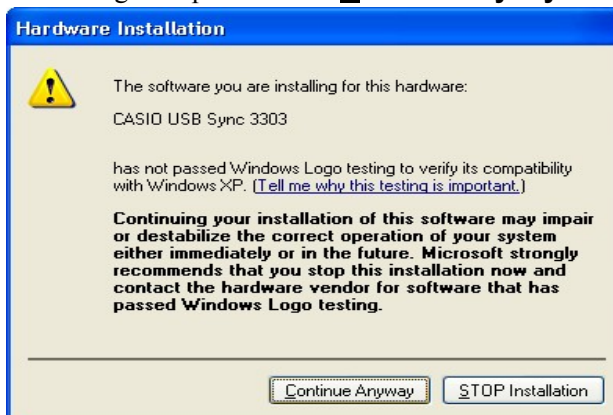 Hardware Installation
The software you are installing for this hardware:
CASIO USB Sync 3303
has not passed Windows Logo testing to verify its compatibility
with Windows XP. (Tell me why this testing is important.)
Continuing your installation of this software may impair
or destabilize the correct operation of your system
either immediately or in the future. Microsoft strongly
recommends that you stop this installation now and
contact the hardware vendor for software that has
passed Windows Logo testing.
Continue Anyway STOP Installation